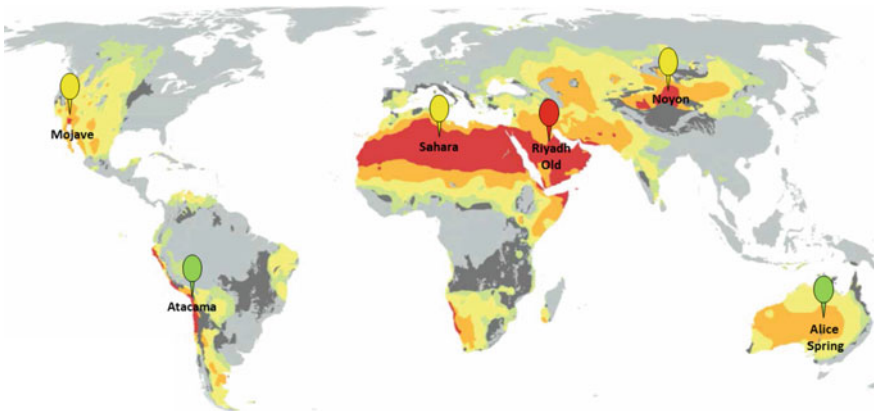 Mojave
Sahara
Riyadh
Old
Noyon
Atacama
Alice
Spring